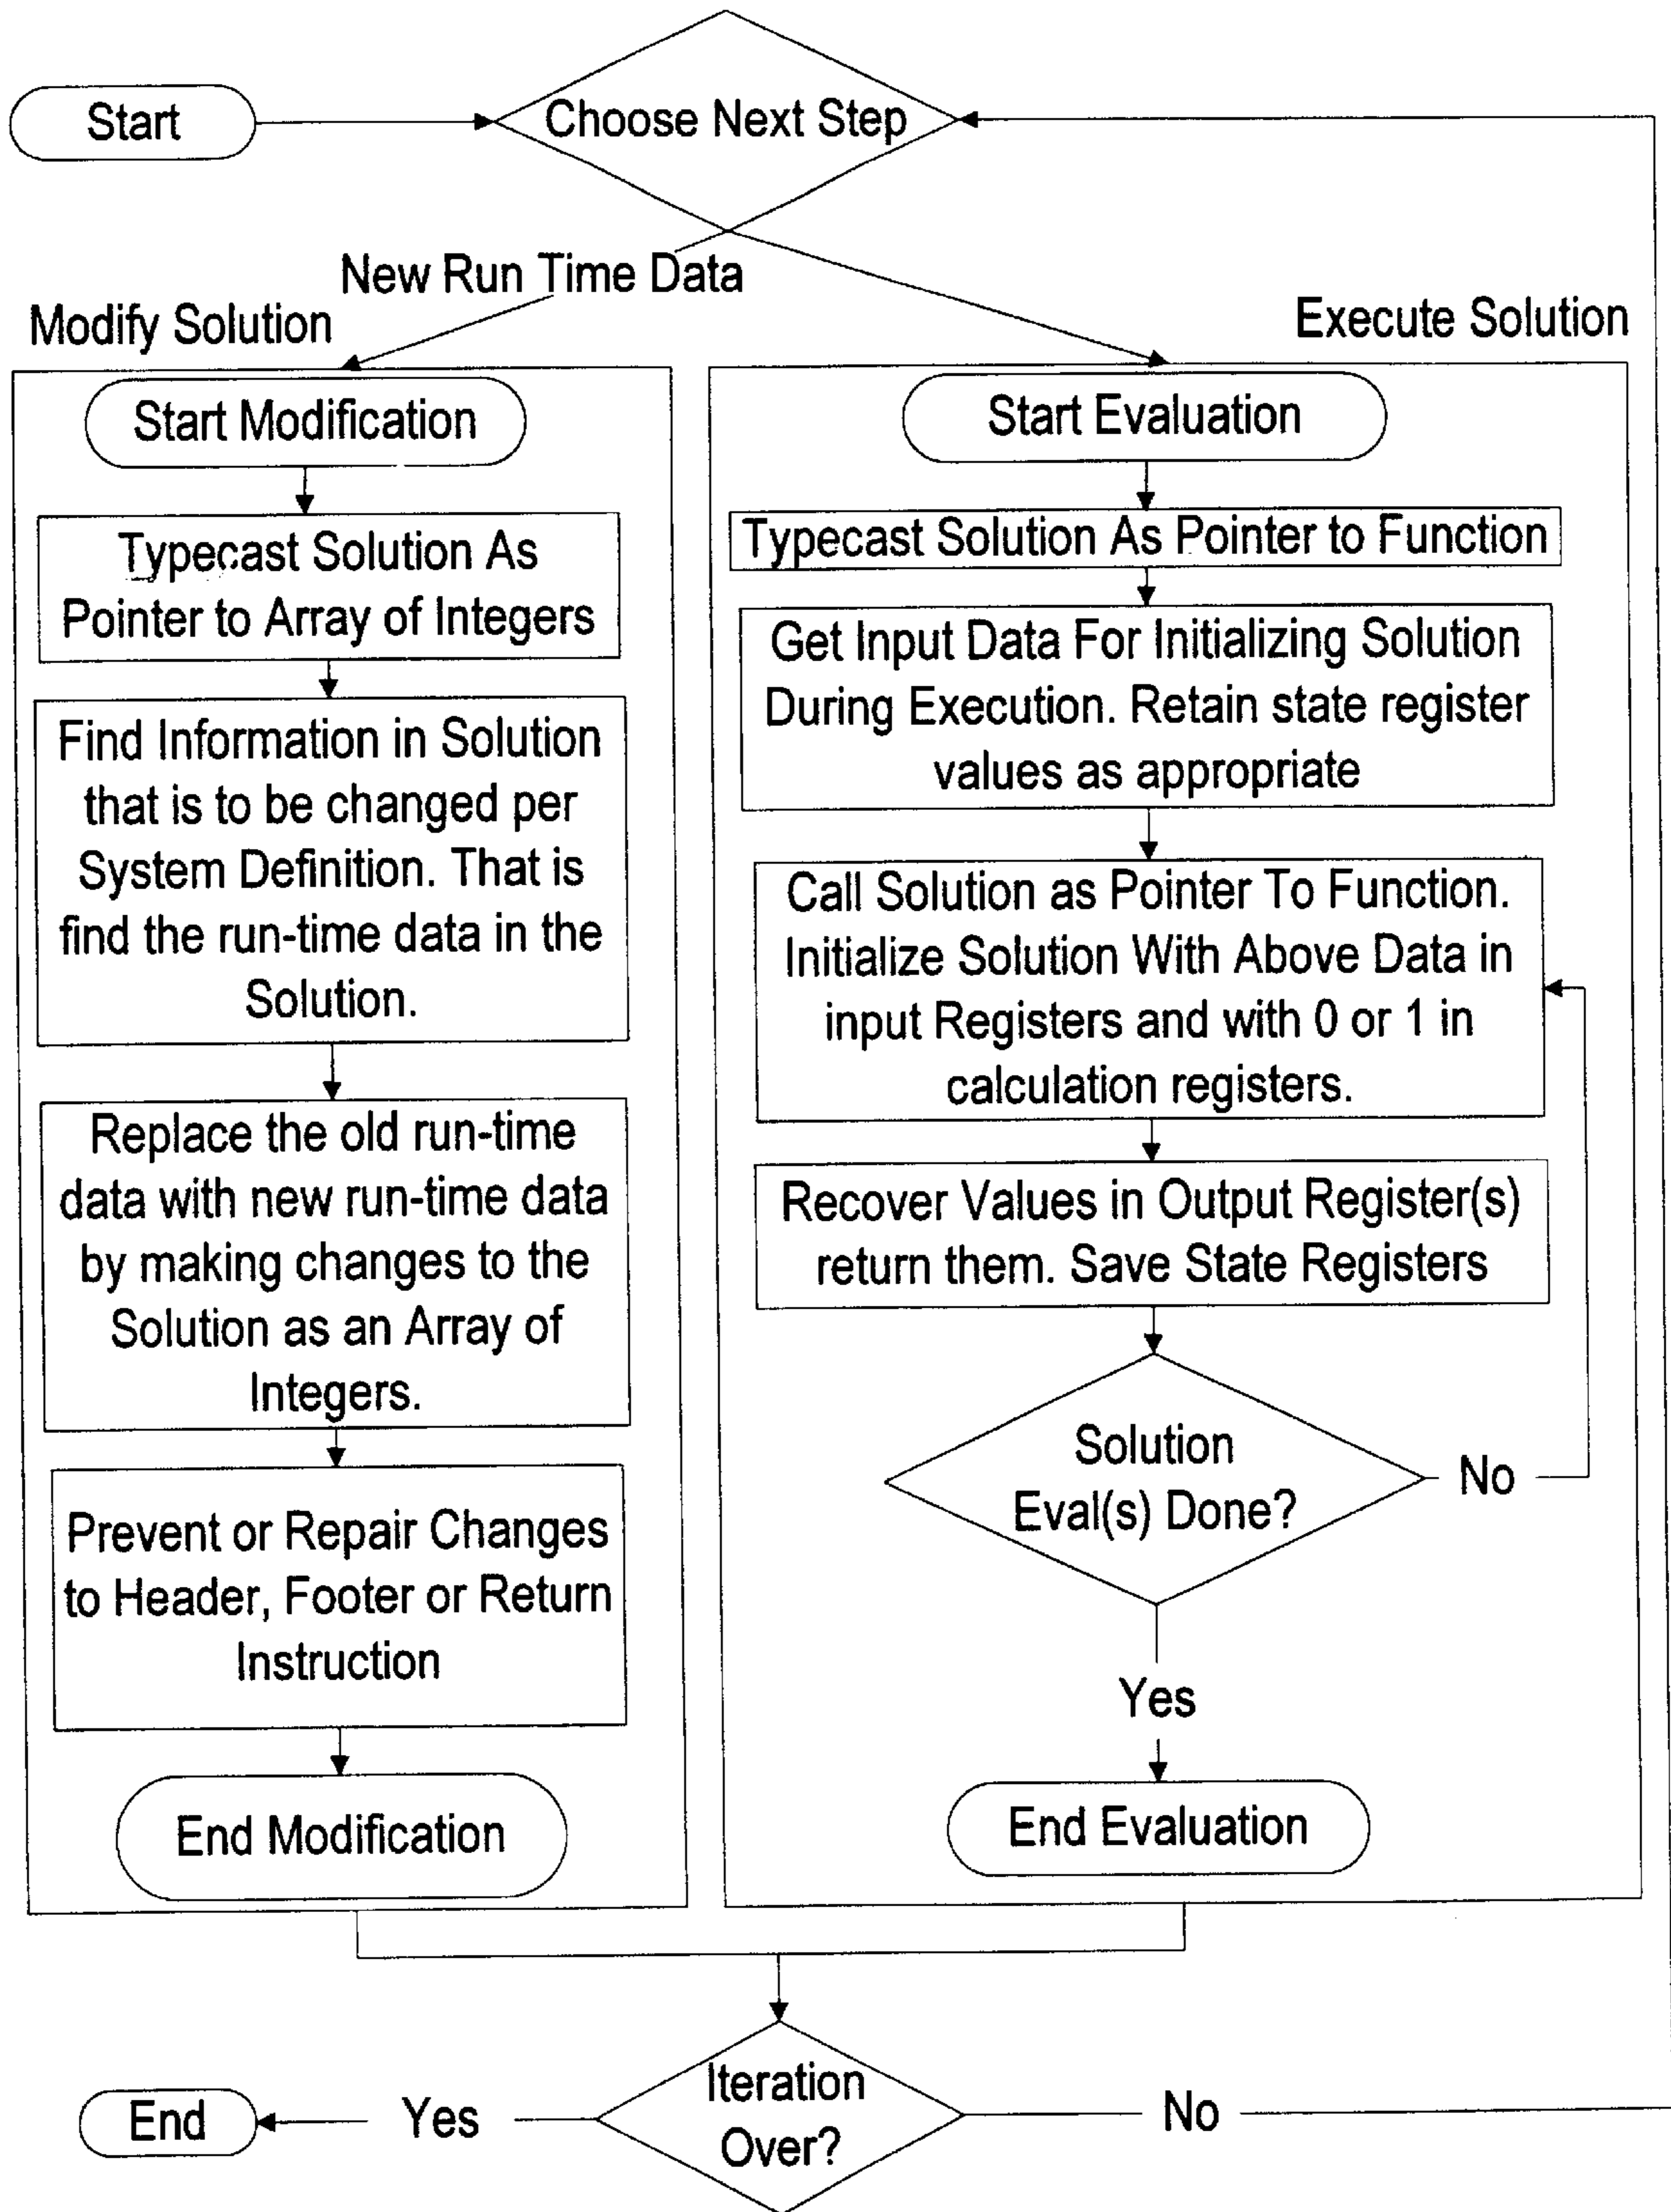 Start
Choose Next Step
New Run Time Data
Modify Solution
Execute Solution
Start Modification
Typecast Solution As
Pointer to Array of Integers
Find Information in Solution
that is to be changed per
System Definition. That is
find the run-time data in the
Solution.
Replace the old run-time
data with new run-time data
by making changes to the
Solution as an Array of
Integers.
Prevent or Repair Changes
to Header, Footer or Return
Instruction
End Modification
Start Evaluation
Typecast Solution As Pointer to Function
Get Input Data For Initializing Solution
During Execution. Retain state register
values as appropriate
Call Solution as Pointer To Function.
Initialize Solution With Above Data in
input Registers and with 0 or 1 in
calculation registers.
Recover Values in Output Register(s)
return them. Save State Registers
Solution
Eval(s) Done?
No
Yes
End Evaluation
Iteration
Over?
Yes
End
No